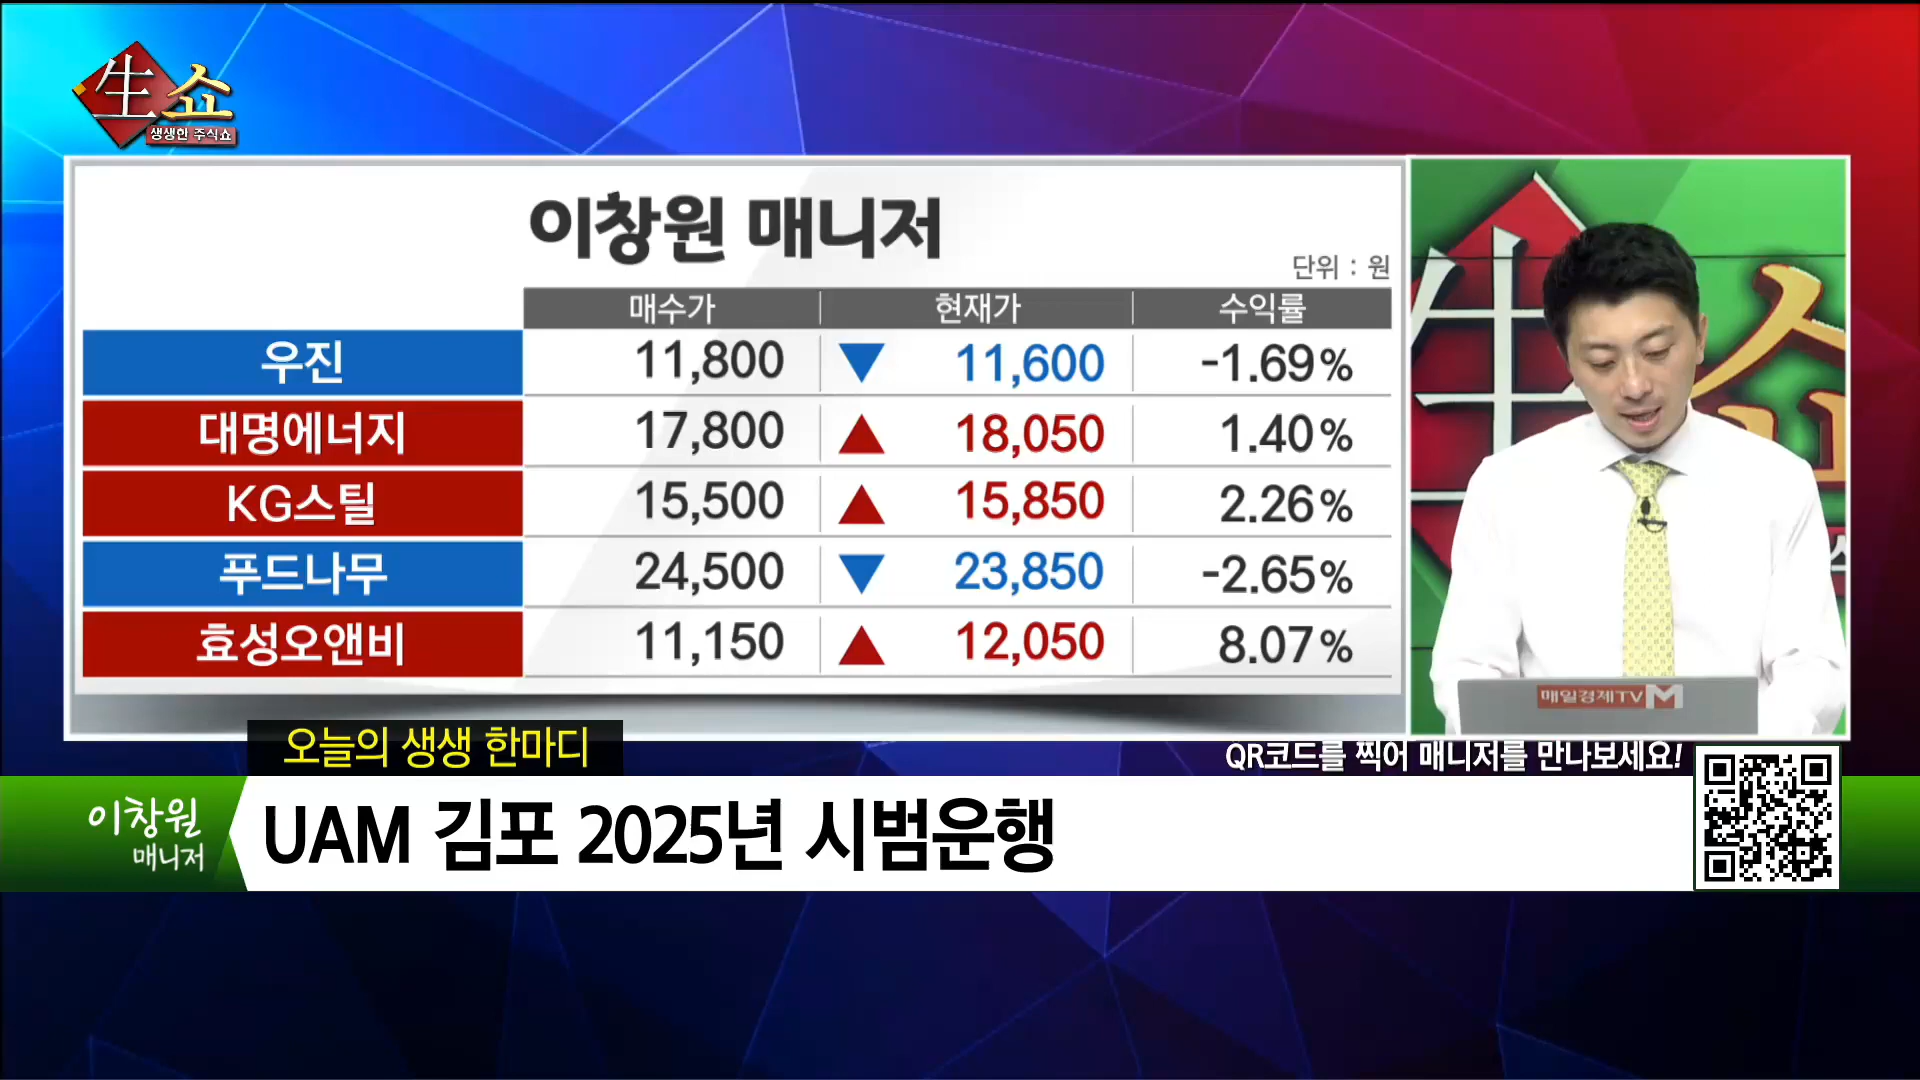 生쇼
생생한 주식쇼
이창원 매니저
단위 : 원
매수가 현재가 수익률
우진 11,800 ▼ 11,600 -1.69%
대명에너지 17,800 ▲ 18,050 1.40%
KG스틸 15,500 ▲ 15,850 2.26%
푸드나무 24,500 ▼ 23,850 -2.65%
효성오앤비 11,150 ▲ 12,050 8.07%
生쇼
매일경제TV M
오늘의 생생 한마디
QR코드를 찍어 매니저를 만나보세요!
이창원
매니저
UAM 김포 2025년 시범운행